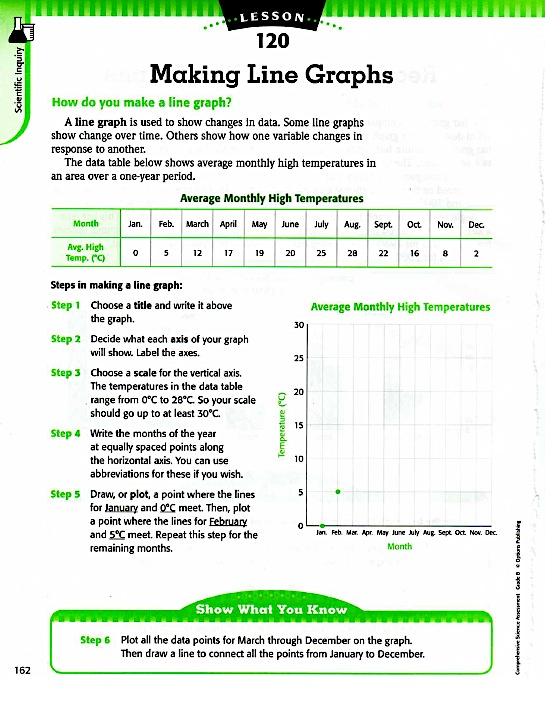 LESSON
120
Scientific Inquiry
Making Line Graphs
How do you make a line graph?
A line graph is used to show changes in data. Some line graphs
show change over time. Others show how one variable changes in
response to another.
The data table below shows average monthly high temperatures in
an area over a one-year period.
Average Monthly High Temperatures
Month Jan. Feb. March April May June July Aug. Sept. Oct. Nov. Dec.
Avg. High
Temp. (°C) 0 5 12 17 19 20 25 28 22 16 8 2
Steps in making a line graph:
Step 1 Choose a title and write it above
the graph.
Step 2 Decide what each axis of your graph
will show. Label the axes.
Step 3 Choose a scale for the vertical axis.
The temperatures in the data table
range from 0°C to 28°C. So your scale
should go up to at least 30°C.
Step 4 Write the months of the year
at equally spaced points along
the horizontal axis. You can use
abbreviations for these if you wish.
Step 5 Draw, or plot, a point where the lines
for January and 0°C meet. Then, plot
a point where the lines for February
and 5°C meet. Repeat this step for the
remaining months.
Average Monthly High Temperatures
Temperature (°C)
30
25
20
15
10
5
0
Jan. Feb. Mar. Apr. May June July Aug. Sept. Oct. Nov. Dec.
Month
Show What You Know
Step 6 Plot all the data points for March through December on the graph.
Then draw a line to connect all the points from January to December.
Comprehensive Science Assessment Grade B © Options Publishing
162